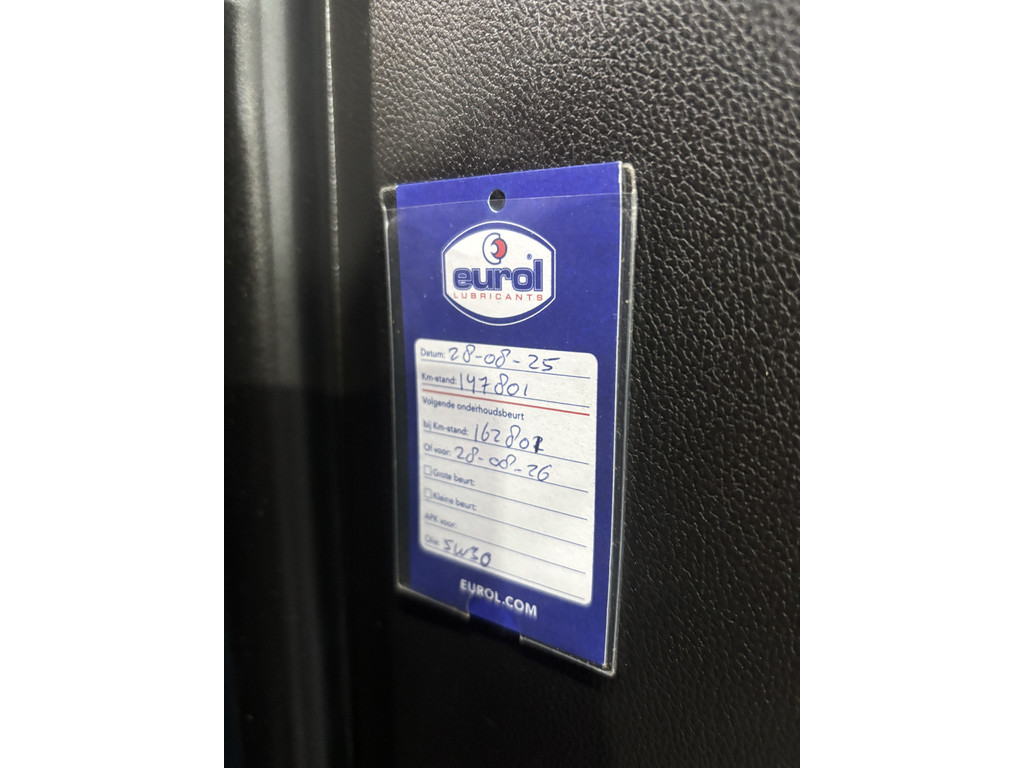 eurol®
LUBRICANTS
Datum: 28-08-25
Km-stand: 147801
Volgende onderhoudsbeurt
bij Km-stand: 162801
Of voor: 28-08-26
Grote beurt:
Kleine beurt:
APK voor:
Olie: 5W30
EUROL.COM